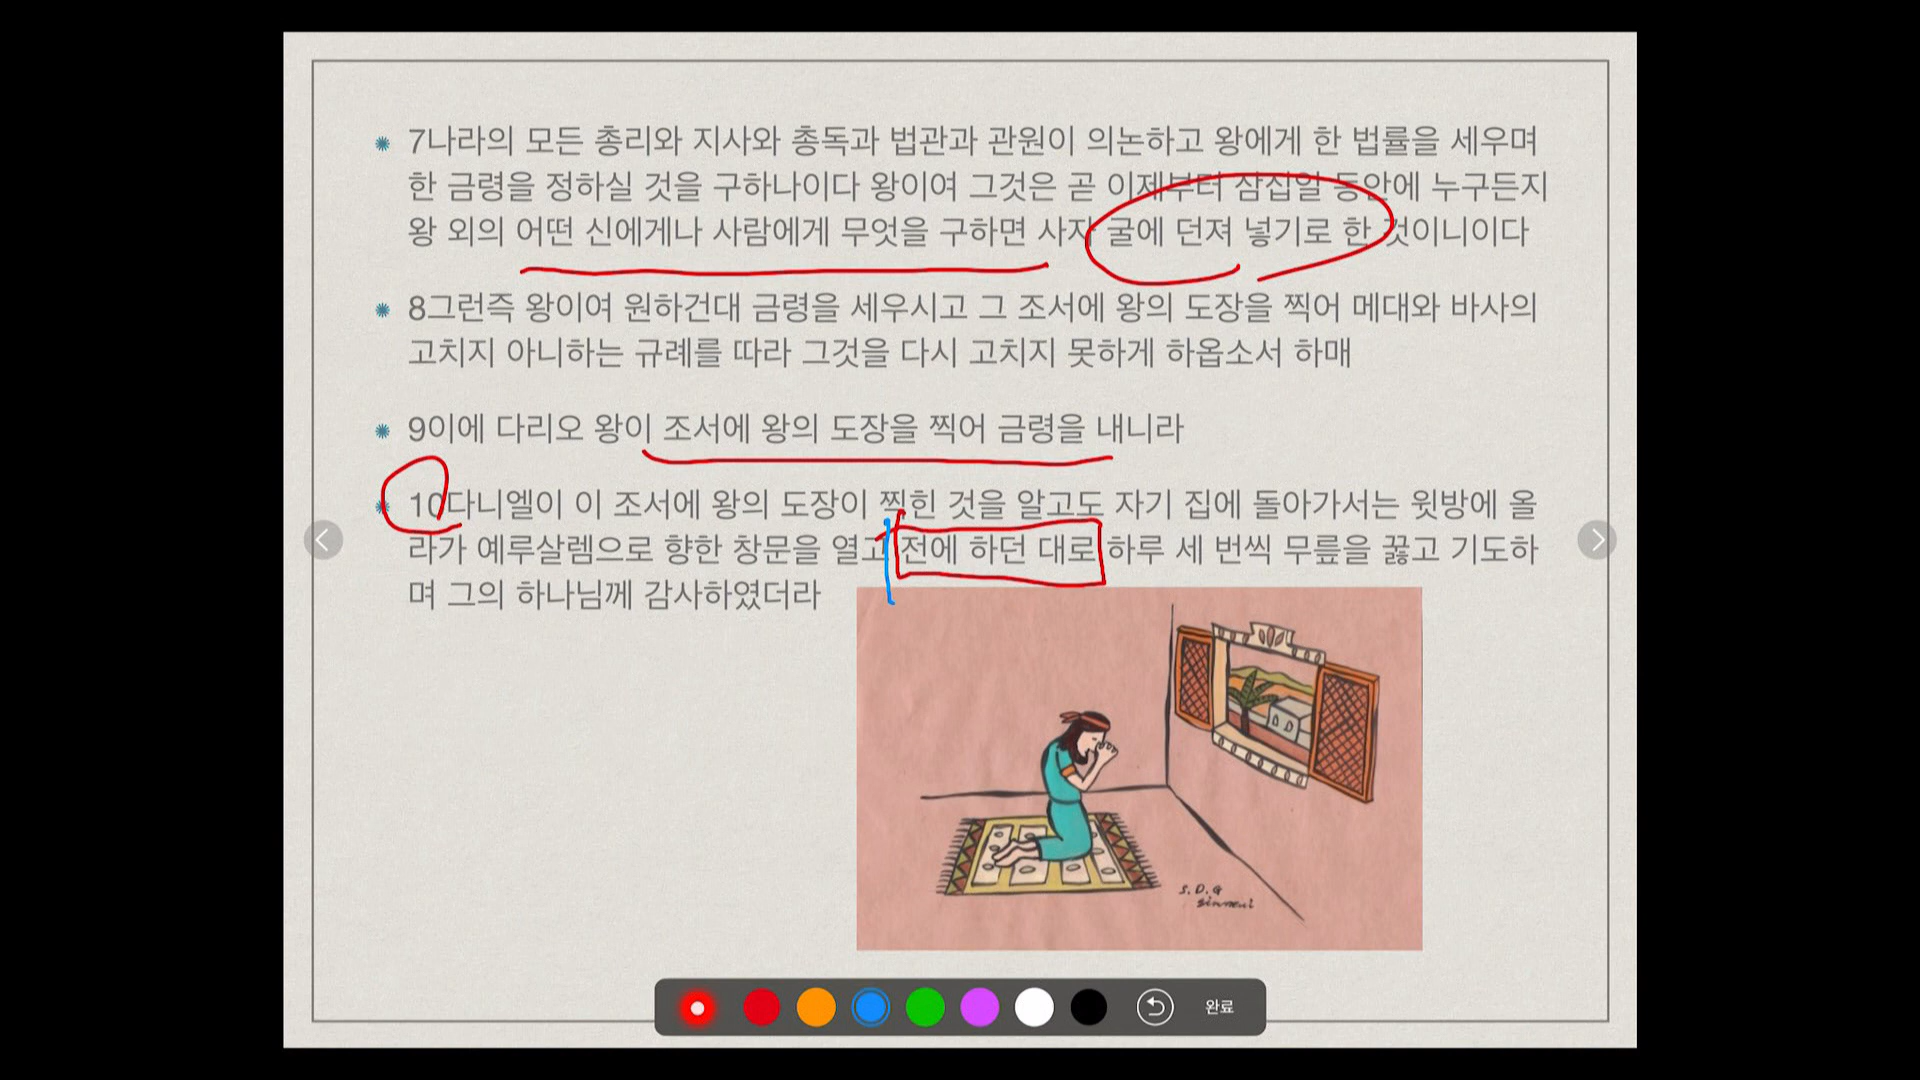 7나라의 모든 총리와 지사와 총독과 법관과 관원이 의논하고 왕에게 한 법률을 세우며
한 금령을 정하실 것을 구하나이다 왕이여 그것은 곧 이제부터 삼십일 동안에 누구든지
왕 외의 어떤 신에게나 사람에게 무엇을 구하면 사자 굴에 던져 넣기로 한 것이니이다
8그런즉 왕이여 원하건대 금령을 세우시고 그 조서에 왕의 도장을 찍어 메대와 바사의
고치지 아니하는 규례를 따라 그것을 다시 고치지 못하게 하옵소서 하매
9이에 다리오 왕이 조서에 왕의 도장을 찍어 금령을 내니라
10다니엘이 이 조서에 왕의 도장이 찍힌 것을 알고도 자기 집에 돌아가서는 윗방에 올
라가 예루살렘으로 향한 창문을 열고 전에 하던 대로 하루 세 번씩 무릎을 꿇고 기도하
며 그의 하나님께 감사하였더라
S.D.G
완료